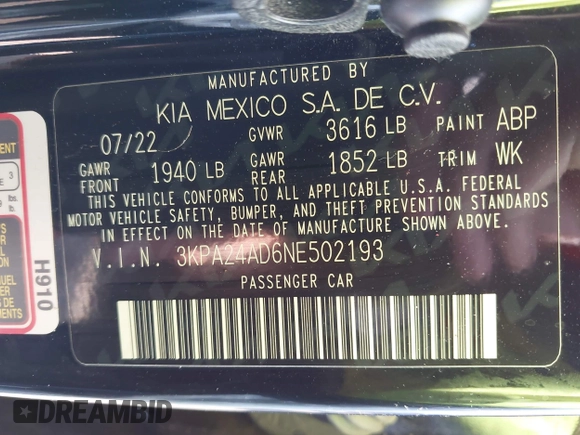 MANUFACTURED BY
KIA MEXICO S.A. DE C.V.
07/22 GVWR 3616 LB PAINT ABP
GAWR FRONT 1940 LB GAWR REAR 1852 LB TRIM WK
THIS VEHICLE CONFORMS TO ALL APPLICABLE U.S.A. FEDERAL
MOTOR VEHICLE SAFETY, BUMPER, AND THEFT PREVENTION STANDARDS
IN EFFECT ON THE DATE OF MANUFACTURE SHOWN ABOVE.
V.I.N. 3KPA24AD6NE502193
PASSENGER CAR
H910
DREAMBID